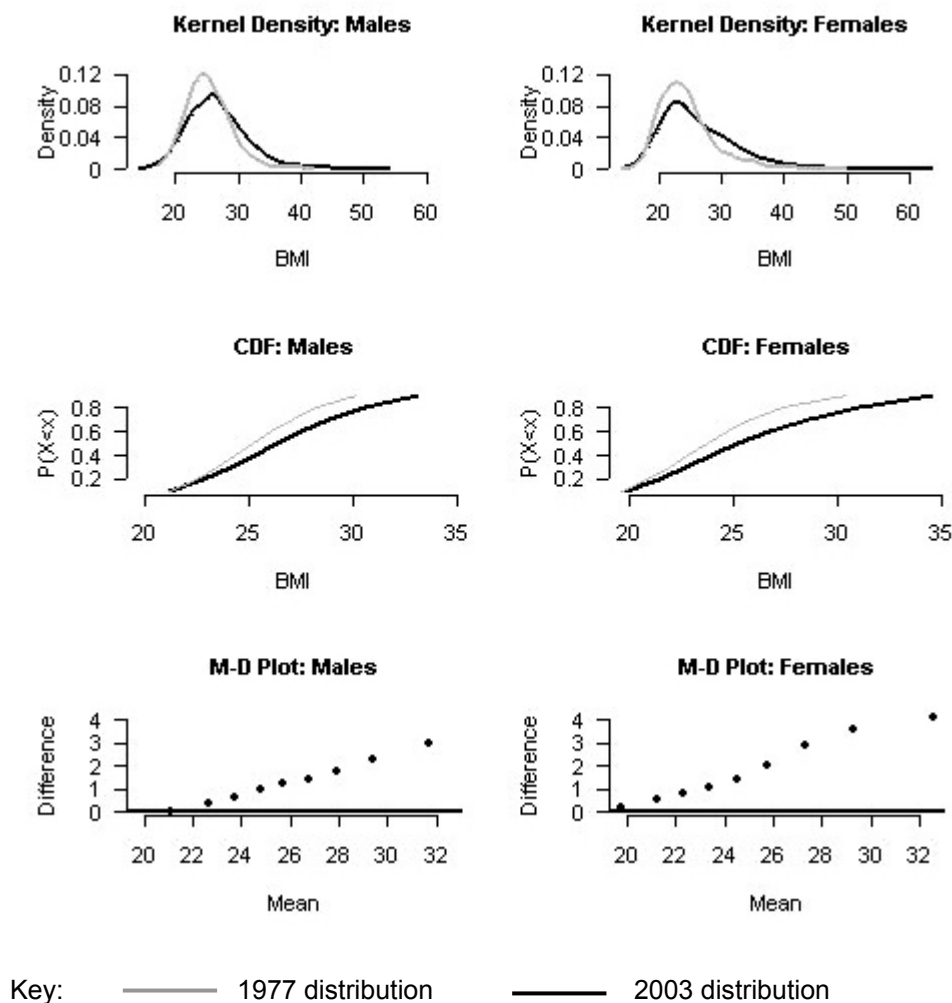 Kernel Density: Males
Density
0.12
0.08
0.04
0
20 30 40 50 60
BMI
Kernel Density: Females
Density
0.12
0.08
0.04
0
20 30 40 50 60
BMI
CDF: Males
P(X<x)
0.8
0.6
0.4
0.2
20 25 30 35
BMI
CDF: Females
P(X<x)
0.8
0.6
0.4
0.2
20 25 30 35
BMI
M-D Plot: Males
Difference
4
3
2
1
0
20 22 24 26 28 30 32
Mean
M-D Plot: Females
Difference
4
3
2
1
0
20 22 24 26 28 30 32
Mean
Key: 1977 distribution 2003 distribution